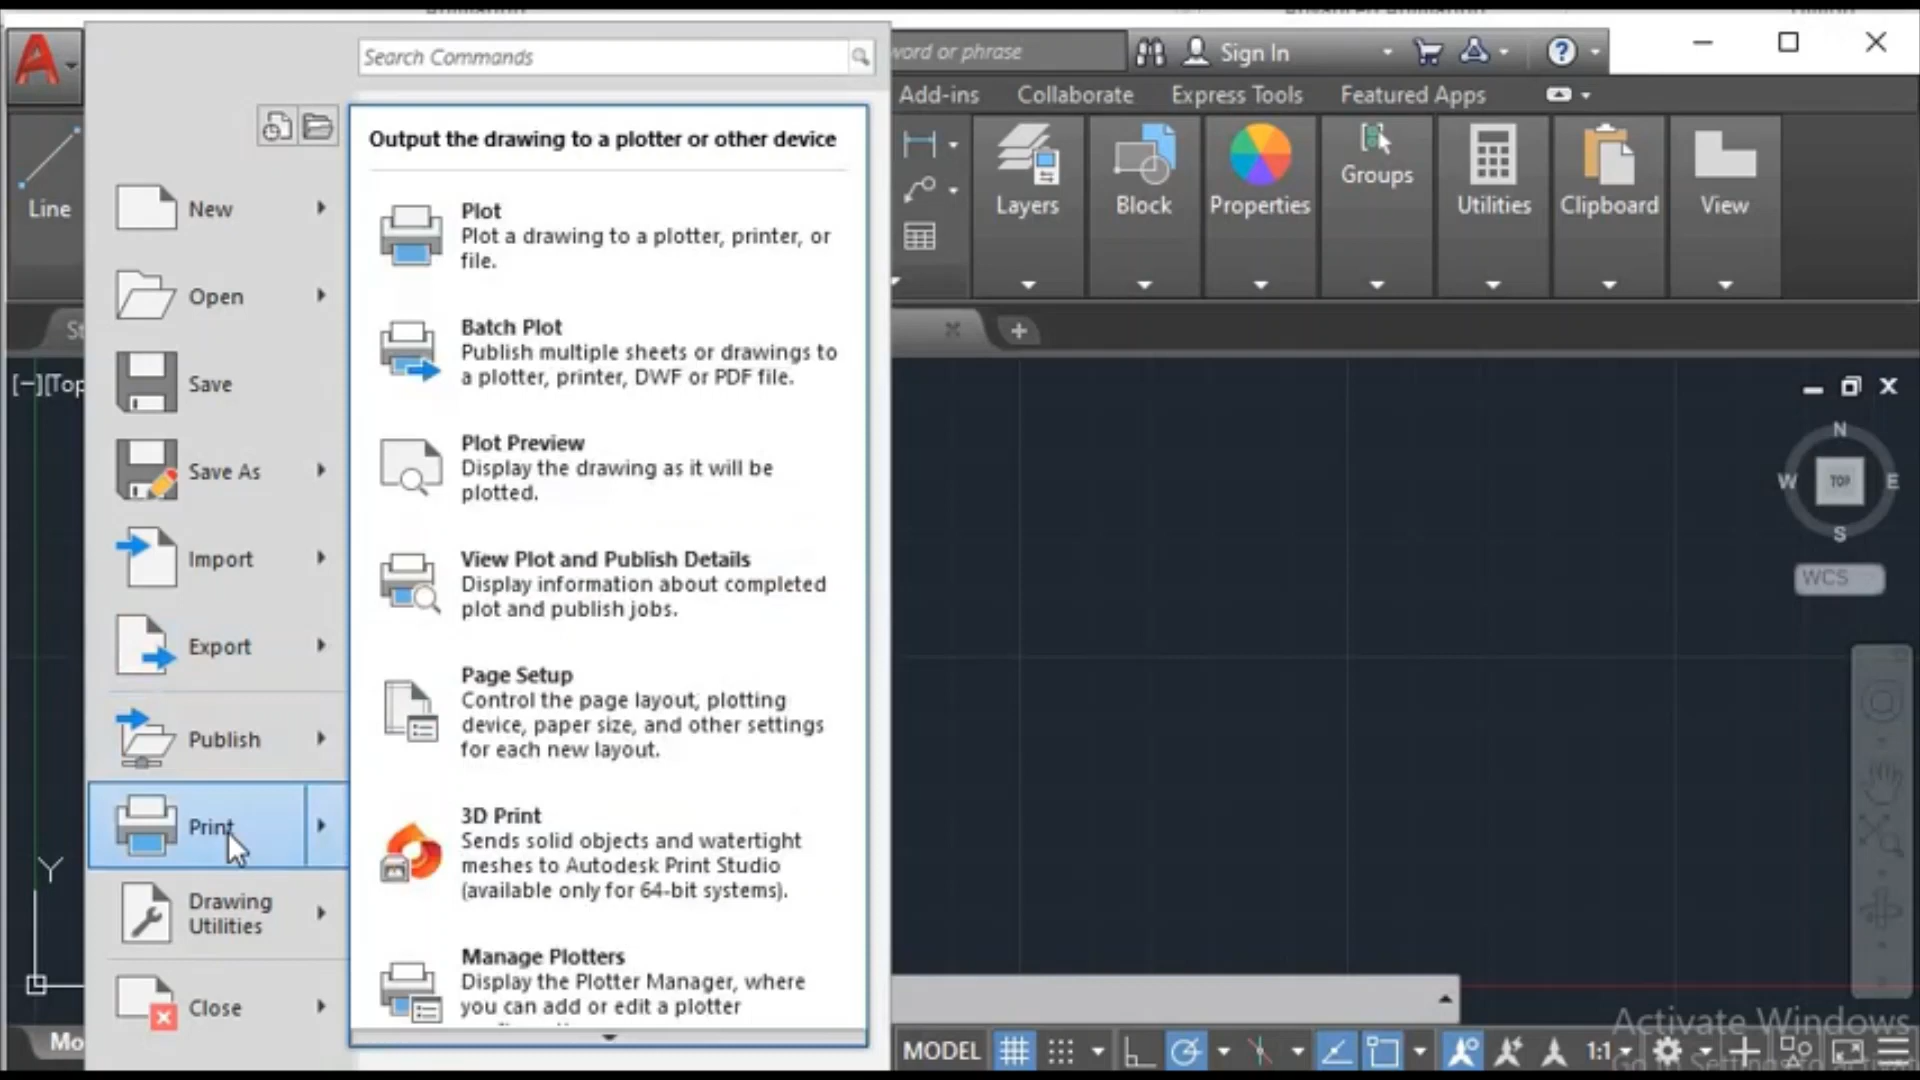 Search Commands
word or phrase
Sign In
Add-ins
Collaborate
Express Tools
Featured Apps
Line
Layers
Block
Properties
Groups
Utilities
Clipboard
View
New
Open
Save
Save As
Import
Export
Publish
Print
Drawing
Utilities
Close
Output the drawing to a plotter or other device
Plot
Plot a drawing to a plotter, printer, or
file.
Batch Plot
Publish multiple sheets or drawings to
a plotter, printer, DWF or PDF file.
Plot Preview
Display the drawing as it will be
plotted.
View Plot and Publish Details
Display information about completed
plot and publish jobs.
Page Setup
Control the page layout, plotting
device, paper size, and other settings
for each new layout.
3D Print
Sends solid objects and watertight
meshes to Autodesk Print Studio
(available only for 64-bit systems).
Manage Plotters
Display the Plotter Manager, where
you can add or edit a plotter
St
[−][Top
N
W
TOP
E
S
WCS
Y
Mo
MODEL
1:1
Activate Windows